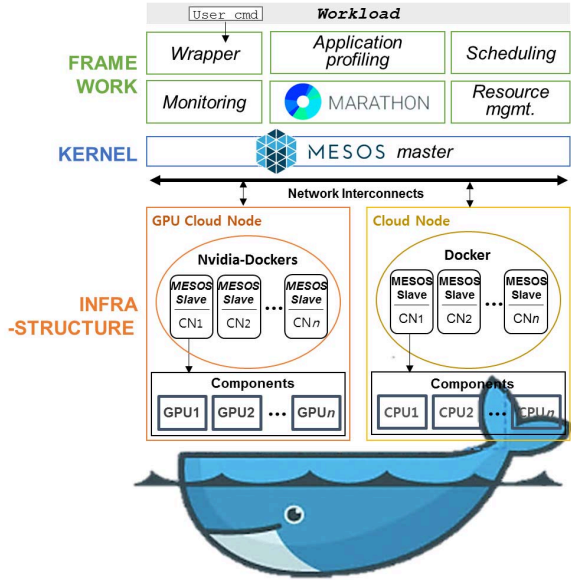 User cmd
Workload
FRAME
WORK
Wrapper
Application
profiling
Scheduling
Monitoring
MARATHON
Resource
mgmt.
KERNEL
MESOS master
Network Interconnects
GPU Cloud Node
Cloud Node
INFRA
-STRUCTURE
Nvidia-Dockers
MESOS
Slave
CN1
MESOS
Slave
CN2
...
MESOS
Slave
CNn
Docker
MESOS
Slave
CN1
MESOS
Slave
CN2
...
MESOS
Slave
CNn
Components
GPU1 GPU2 ... GPUn
Components
CPU1 CPU2 ... CPUn